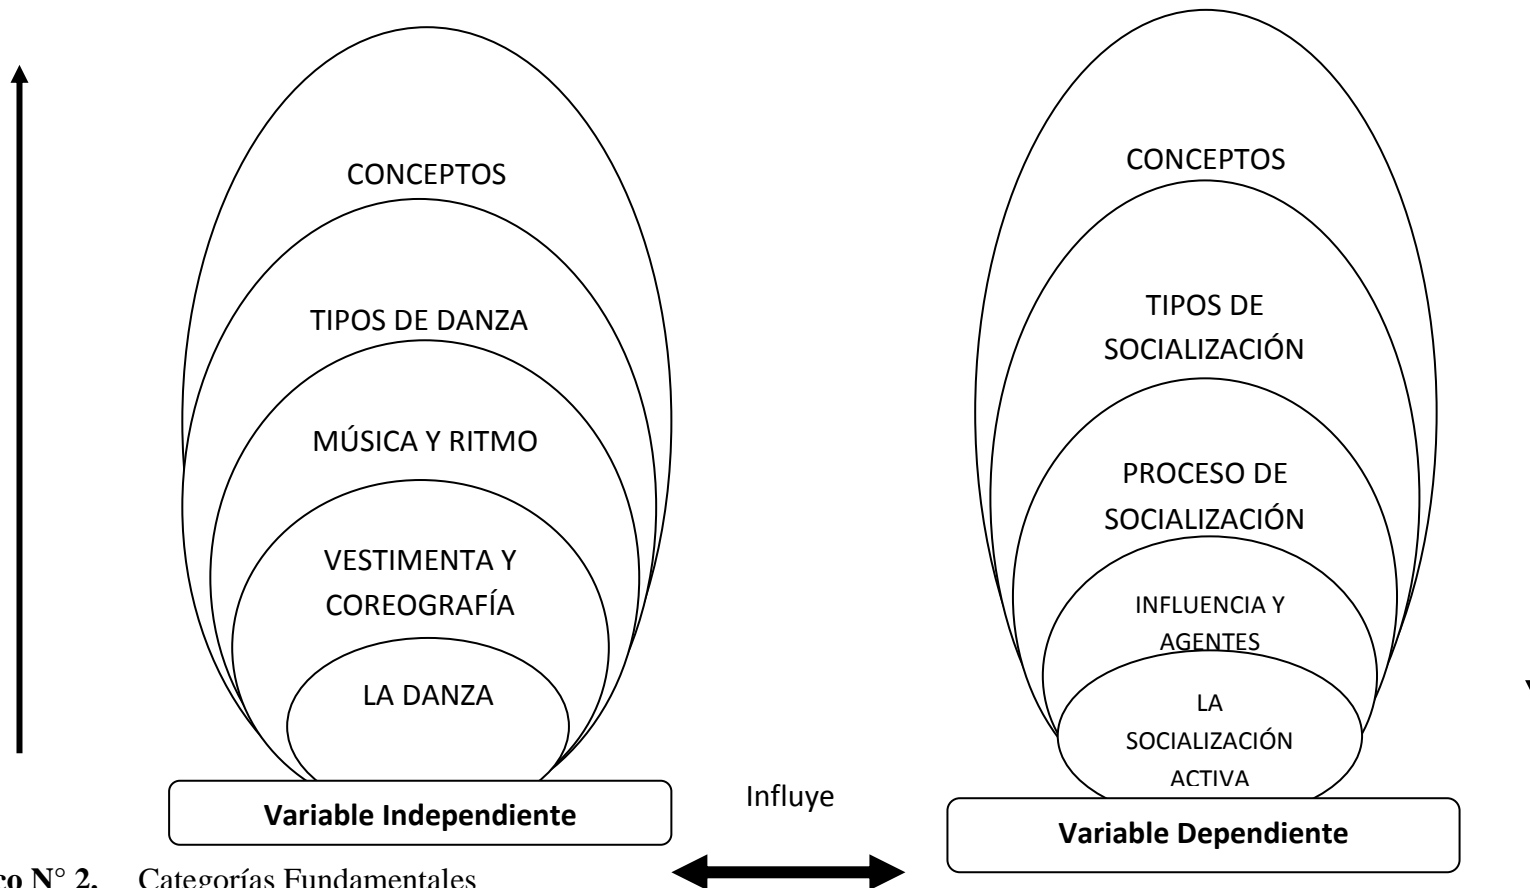 CONCEPTOS
TIPOS DE DANZA
MÚSICA Y RITMO
VESTIMENTA Y
COREOGRAFÍA
LA DANZA
Variable Independiente
Influye
CONCEPTOS
TIPOS DE
SOCIALIZACIÓN
PROCESO DE
SOCIALIZACIÓN
INFLUENCIA Y
AGENTES
LA
SOCIALIZACIÓN
ACTIVA
Variable Dependiente
N° 2. Categorías Fundamentales